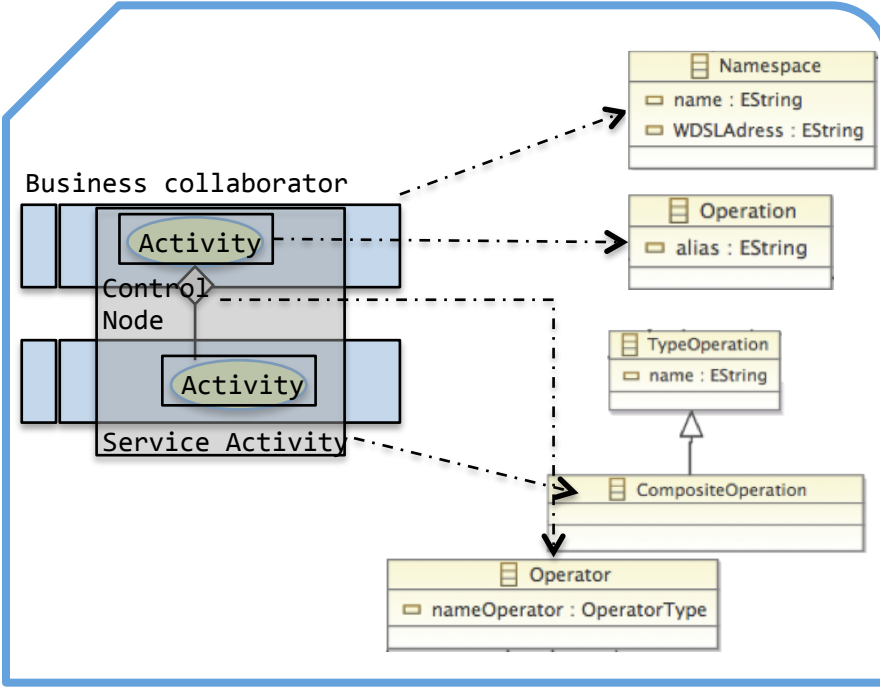 Business collaborator
Activity
Control
Node
Activity
Service Activity
Namespace
name : EString
WDSLAdress : EString
Operation
alias : EString
TypeOperation
name : EString
CompositeOperation
Operator
nameOperator : OperatorType